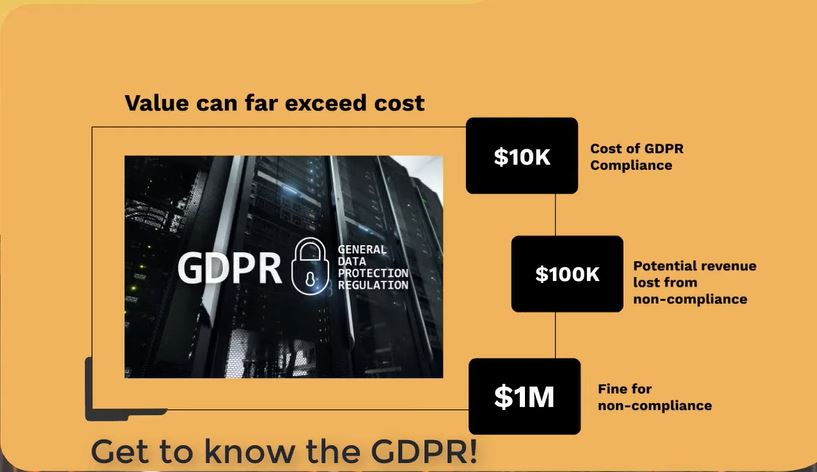 Value can far exceed cost
GDPR
GENERAL
DATA
PROTECTION
REGULATION
$10K
Cost of GDPR
Compliance
$100K
Potential revenue
lost from
non-compliance
$1M
Fine for
non-compliance
Get to know the GDPR!